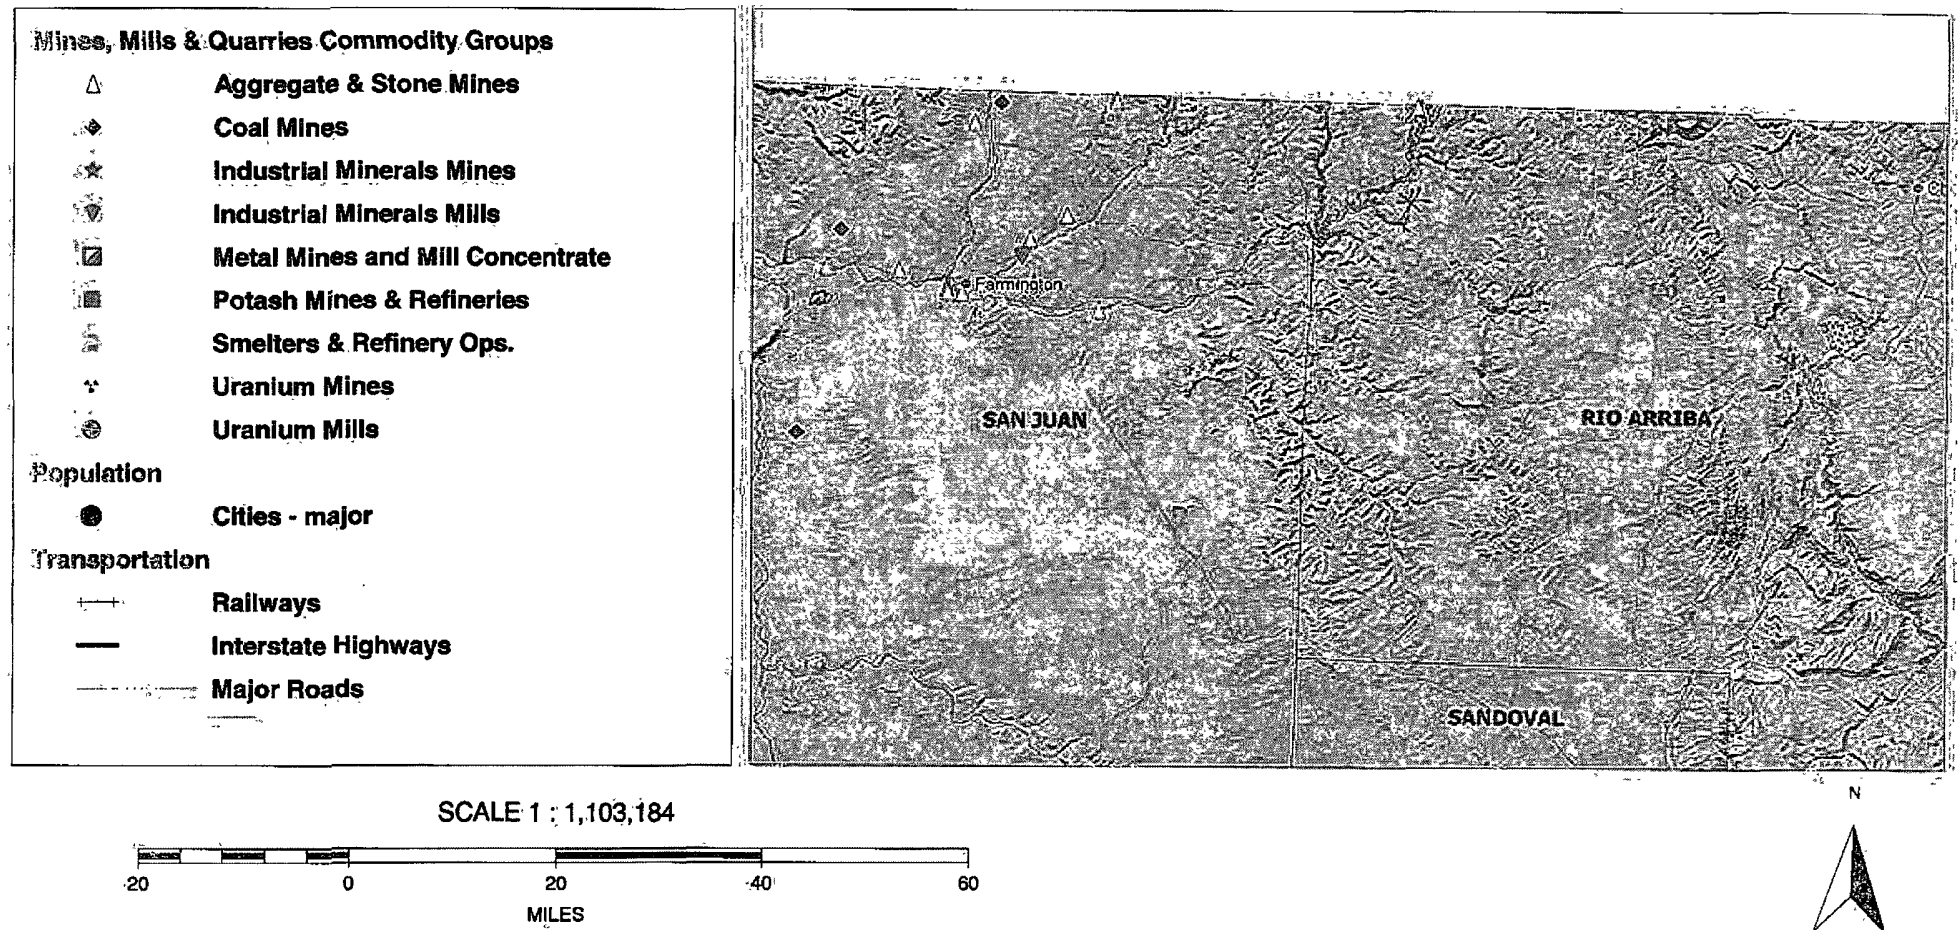 Mines, Mills & Quarries Commodity Groups
Aggregate & Stone Mines
Coal Mines
Industrial Minerals Mines
Industrial Minerals Mills
Metal Mines and Mill Concentrate
Potash Mines & Refineries
Smelters & Refinery Ops.
Uranium Mines
Uranium Mills
Population
Cities - major
Transportation
Railways
Interstate Highways
Major Roads
Farmington
SAN JUAN
RIO ARRIBA
SANDOVAL
SCALE 1 : 1,103,184
20 0 20 40 60
MILES
N